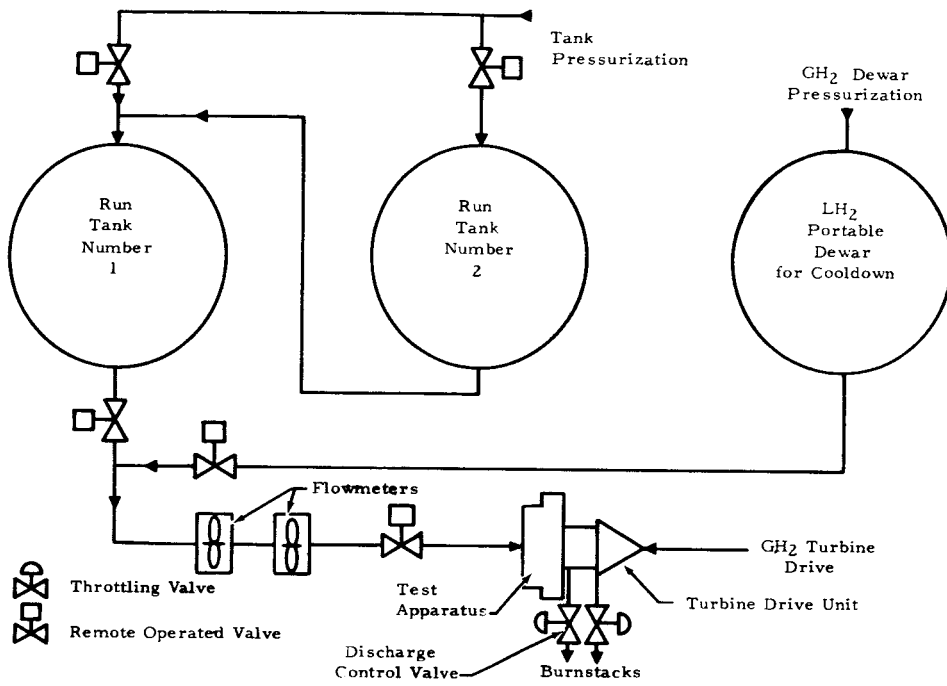 Tank
Pressurization
GH2 Dewar
Pressurization
Run
Tank
Number
1
Run
Tank
Number
2
LH2
Portable
Dewar
for Cooldown
Flowmeters
GH2 Turbine
Drive
Throttling Valve
Test
Apparatus
Turbine Drive Unit
Remote Operated Valve
Discharge
Control Valve
Burnstacks